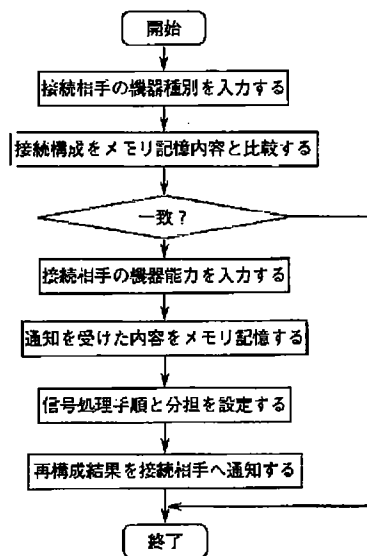 開始
接続相手の機器種別を入力する
接続構成をメモリ記憶内容と比較する
一致？
接続相手の機器能力を入力する
通知を受けた内容をメモリ記憶する
信号処理手順と分担を設定する
再構成結果を接続相手へ通知する
終了